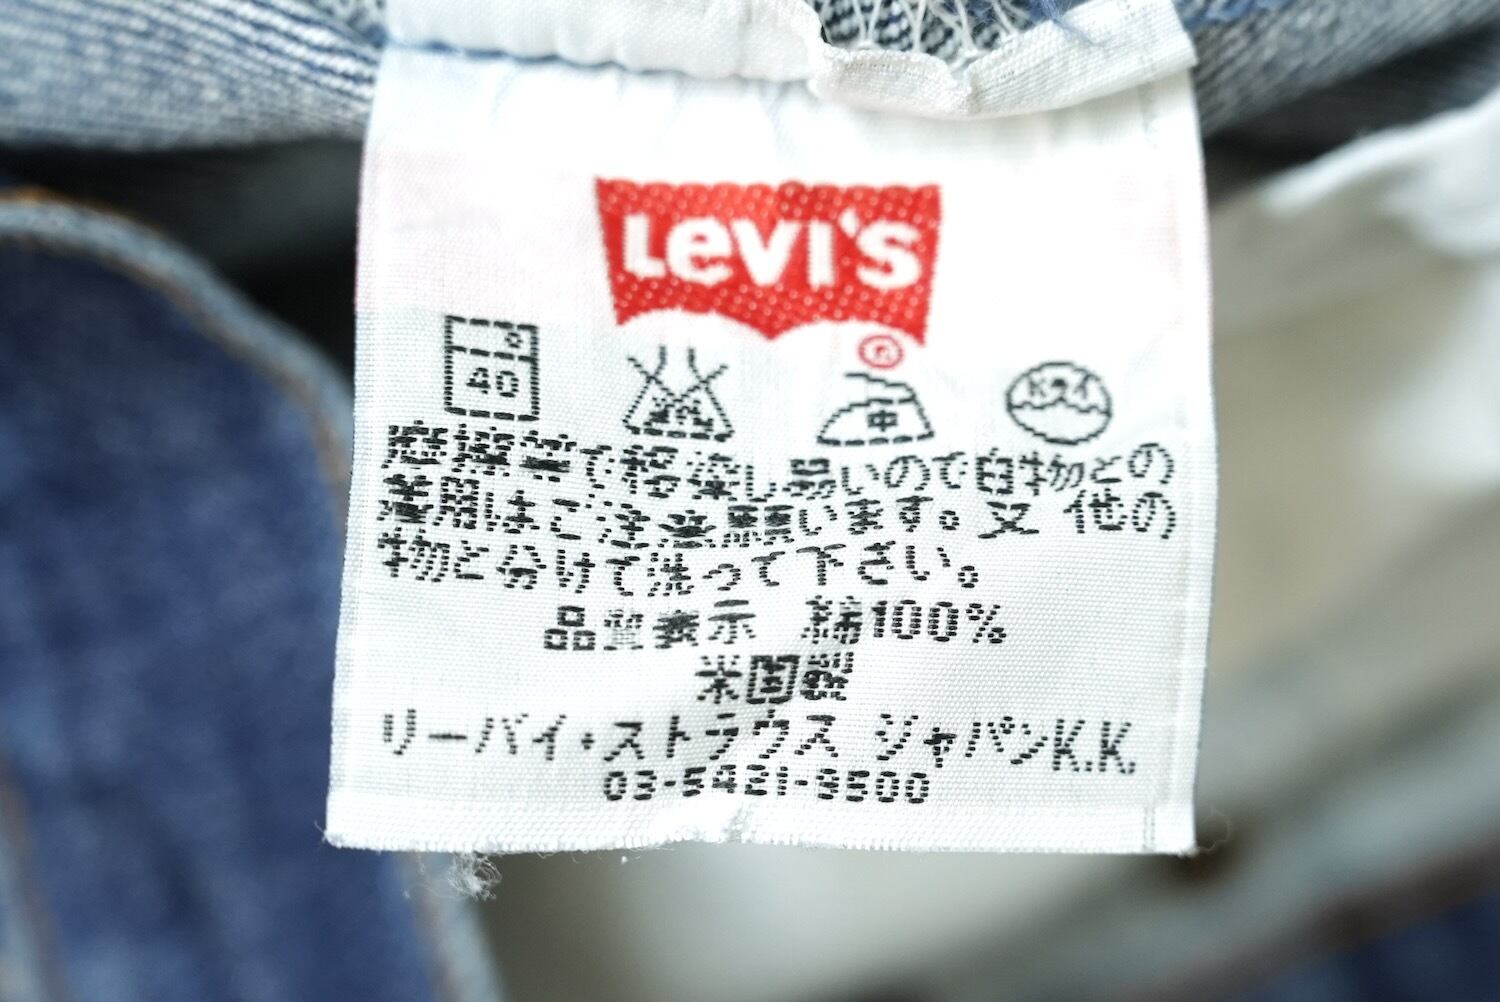 Levi's
®
40 中
摩擦等で移染し易いので白物との
着用はご注意願います。又 他の
物と分けて洗って下さい。
品質表示 綿100%
米国製
リーバイ・ストラウス ジャパンK.K.
03-5421-9500